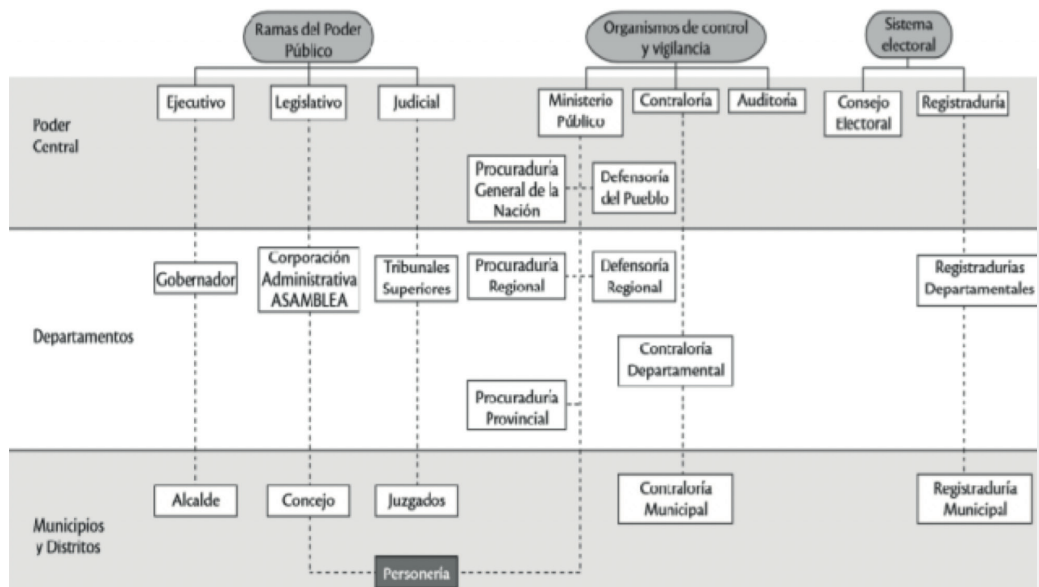 Ramas del Poder
Público
Organismos de control
y vigilancia
Sistema
electoral
Poder
Central
Ejecutivo
Legislativo
Judicial
Ministerio
Público
Contraloría
Auditoría
Consejo
Electoral
Registraduría
Procuraduría
General de la
Nación
Defensoría
del Pueblo
Departamentos
Gobernador
Corporación
Administrativa
ASAMBLEA
Tribunales
Superiores
Procuraduría
Regional
Defensoría
Regional
Registradurias
Departamentales
Contraloría
Departamental
Procuraduría
Provincial
Municipios
y Distritos
Alcalde
Concejo
Juzgados
Contraloría
Municipal
Registraduría
Municipal
Personería